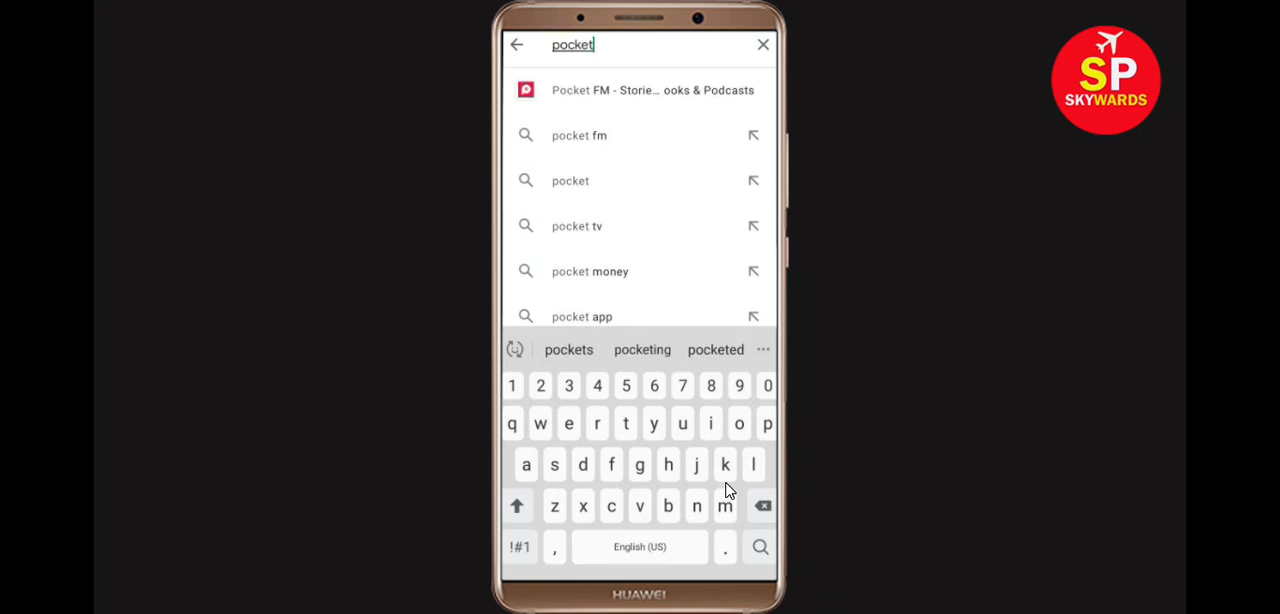 pocket
SP
SKYWARDS
Pocket FM - Storie... ooks & Podcasts
pocket fm
pocket
pocket tv
pocket money
pocket app
pockets pocketing pocketed ...
1 2 3 4 5 6 7 8 9 0
q w e r t y u i o p
a s d f g h j k l
z x c v b n m
!#1 , English (US) .
HUAWEI